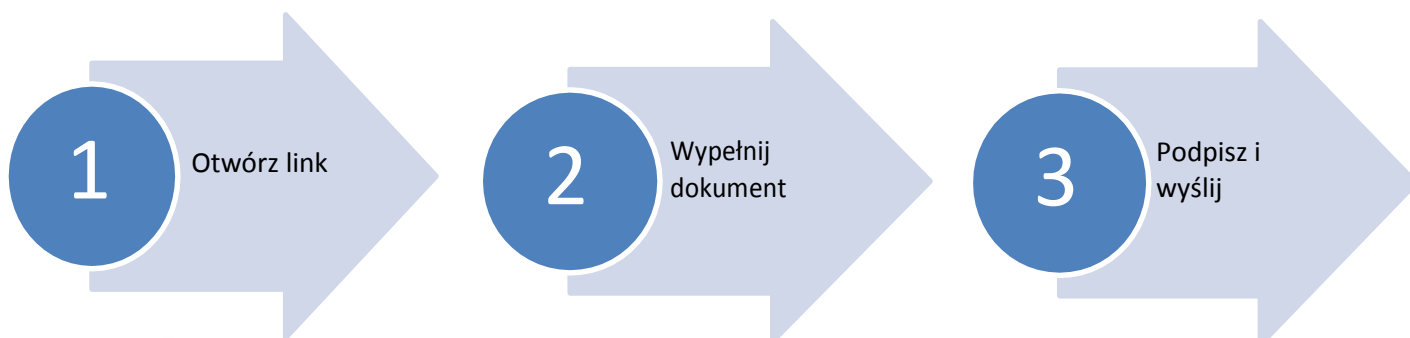 1
Otwórz link
2
Wypełnij
dokument
3
Podpisz i
wyślij